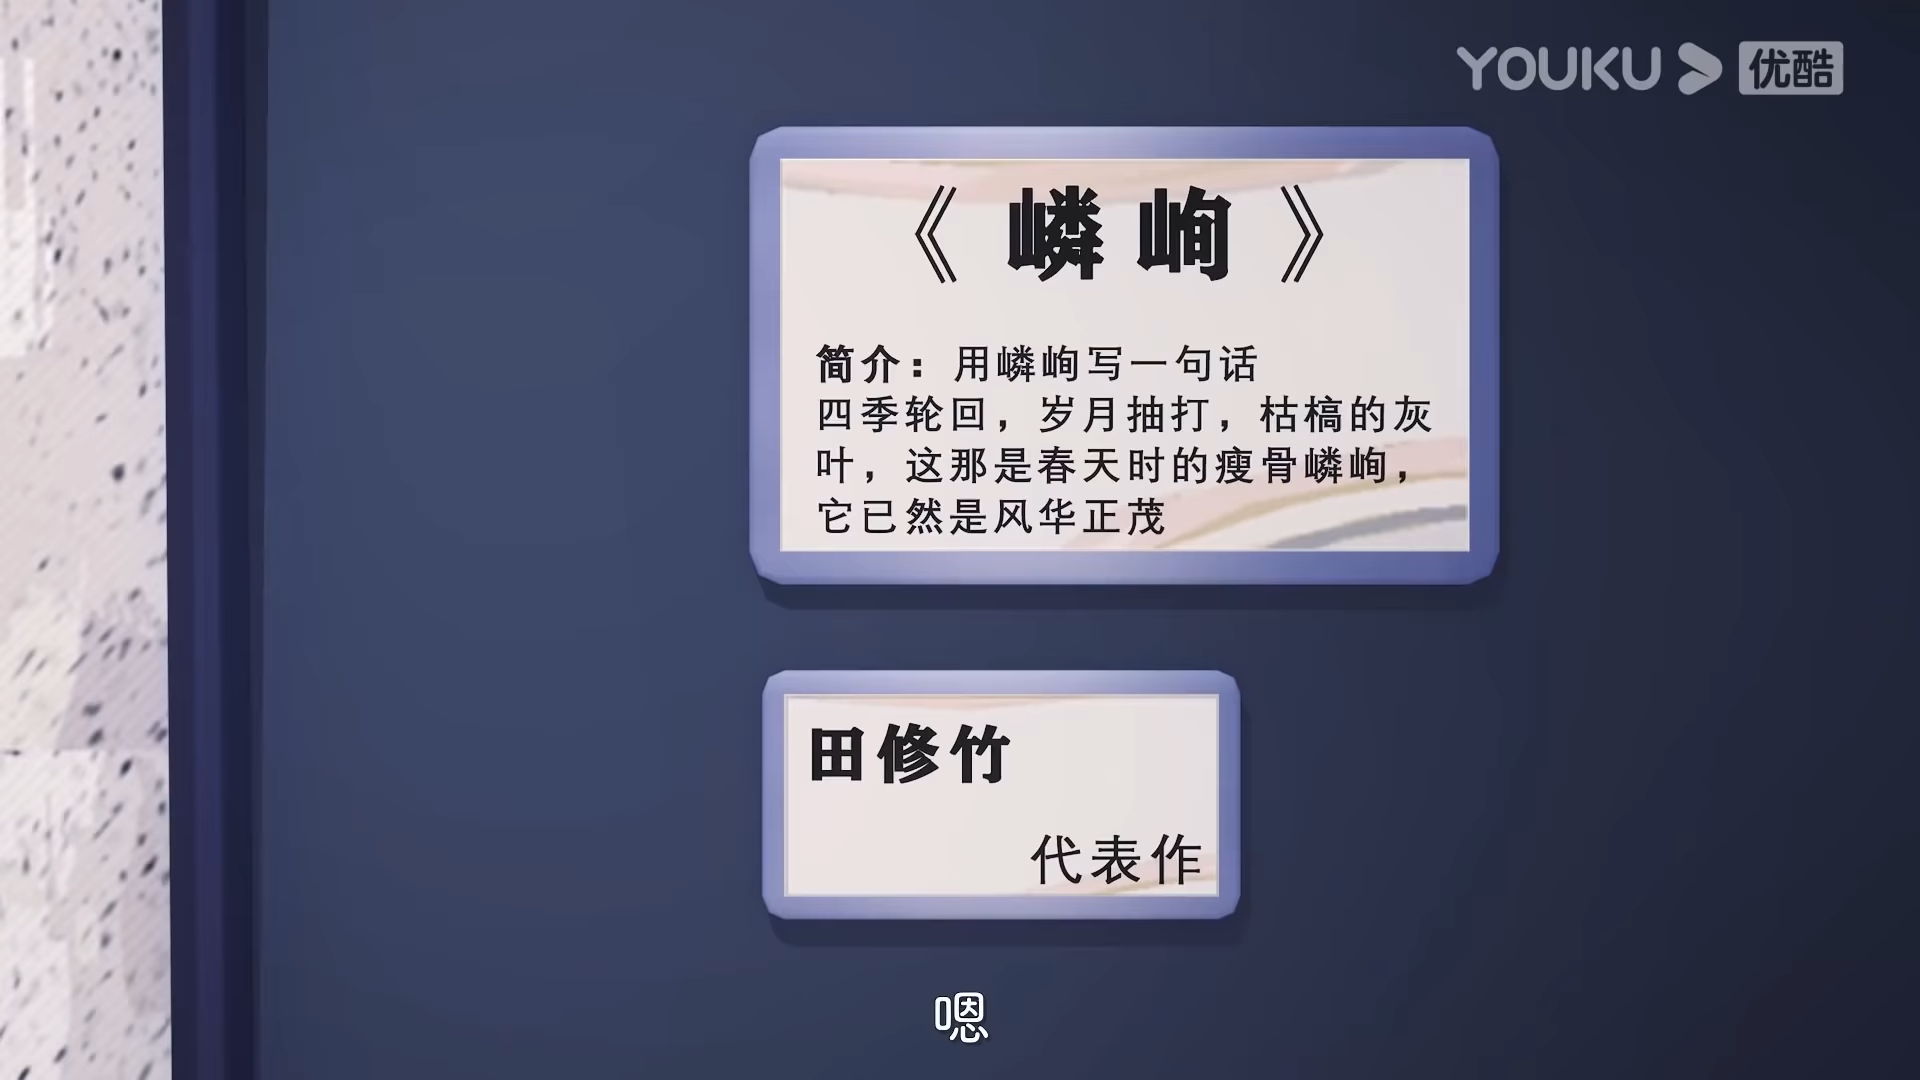 YOUKU 优酷
《嶙峋》
简介：用嶙峋写一句话
四季轮回，岁月抽打，枯槁的灰
叶，这那是春天时的瘦骨嶙峋，
它已然是风华正茂
田修竹
代表作
嗯